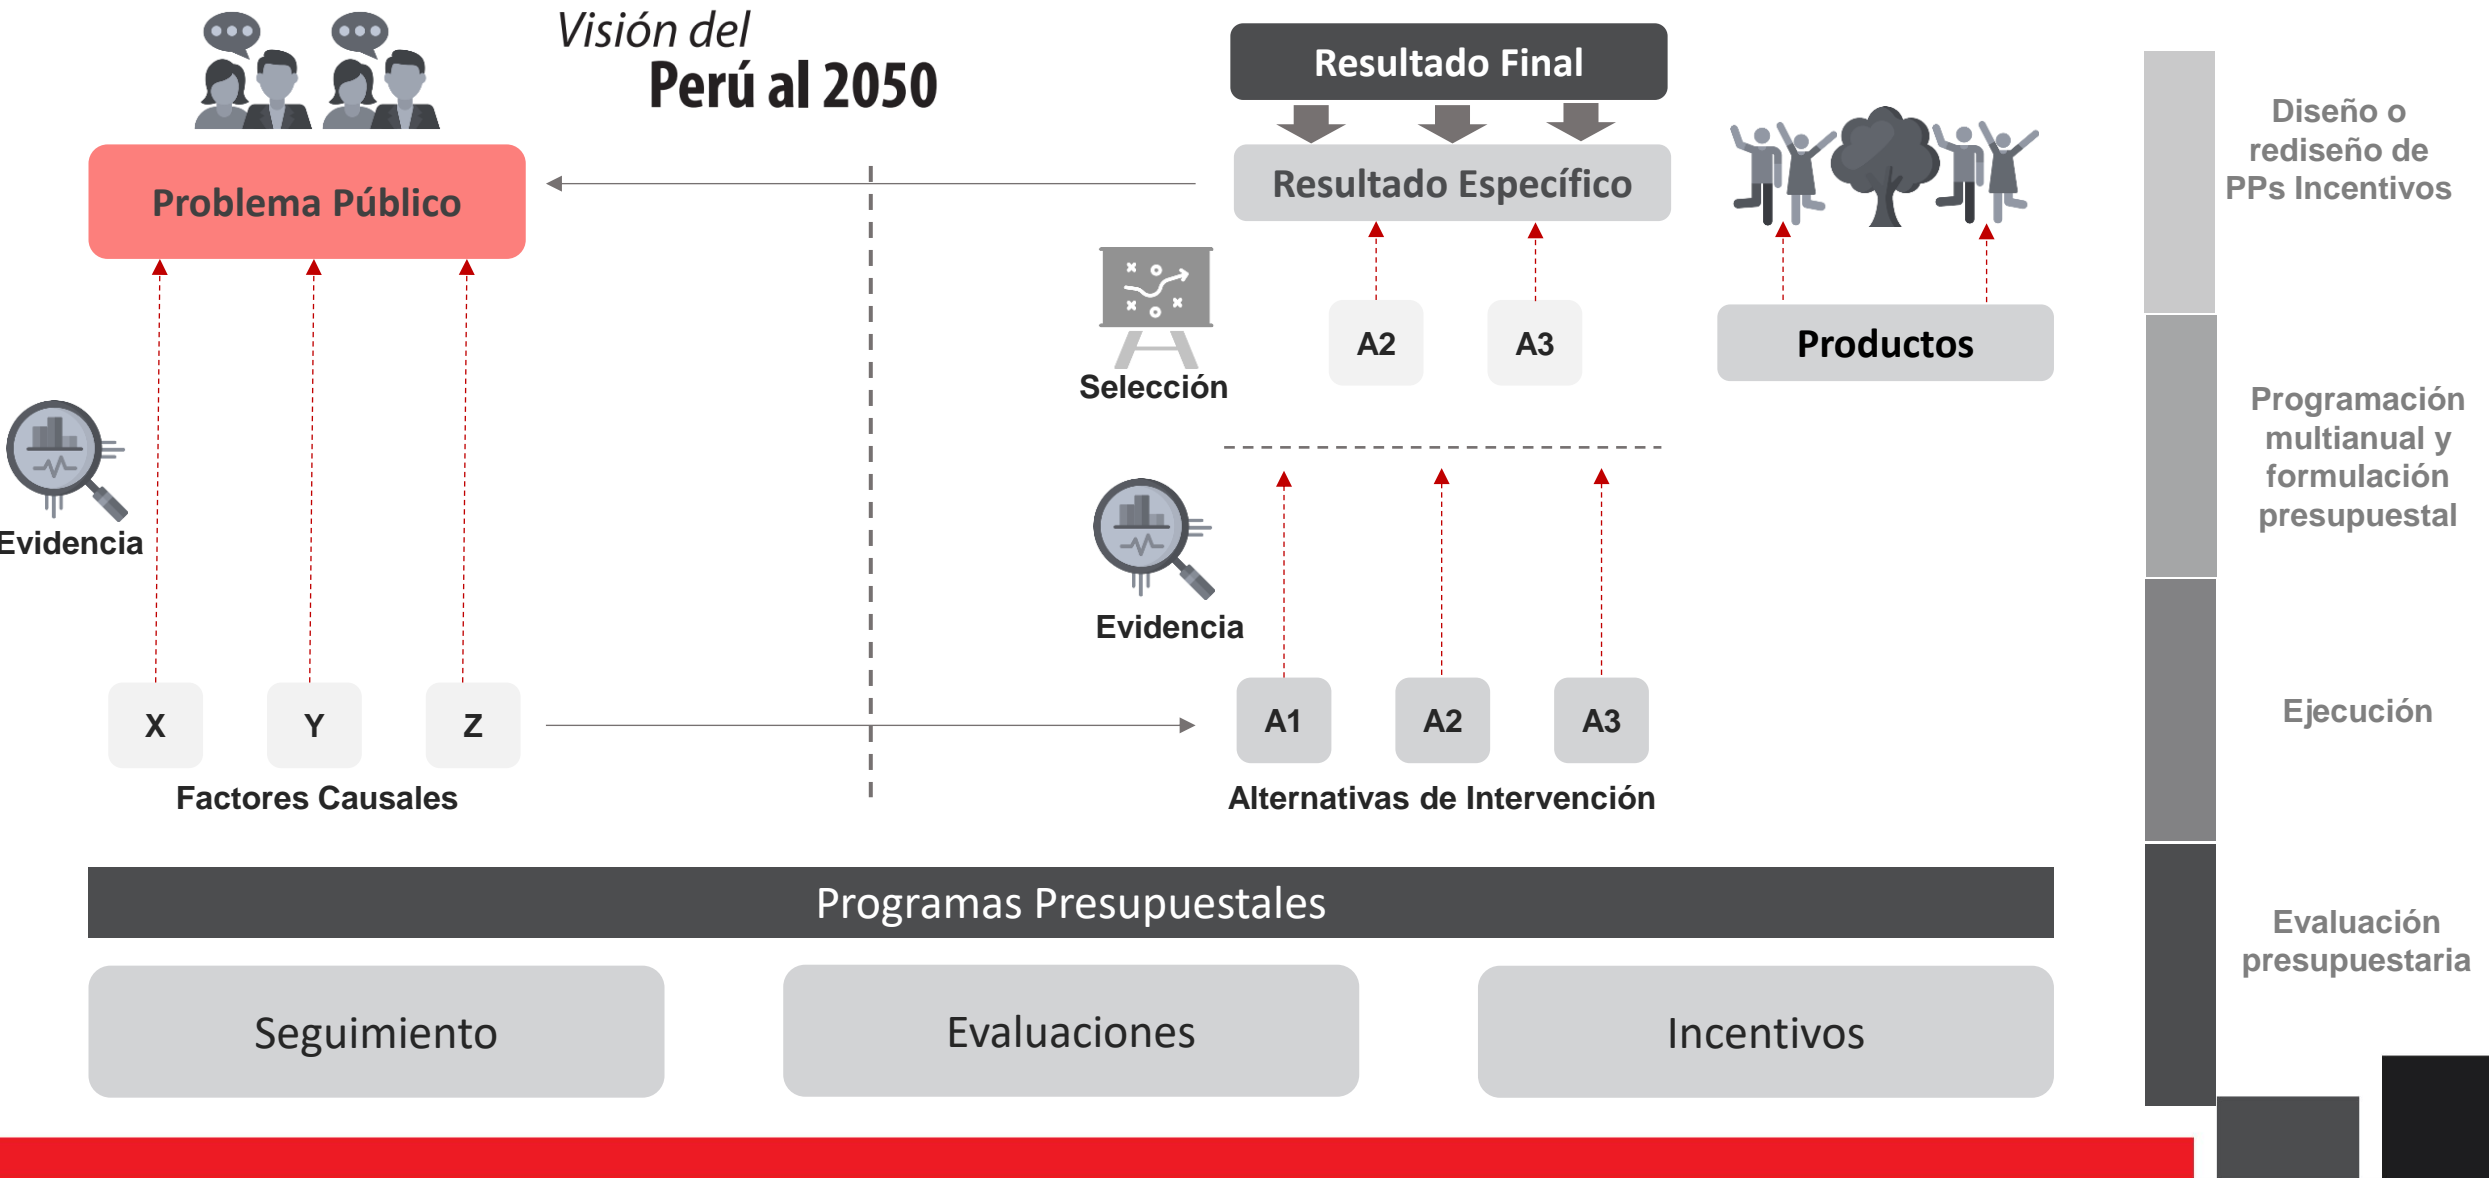 Visión del
Perú al 2050
Problema Público
Evidencia
X
Y
Z
Factores Causales
Resultado Final
Resultado Específico
Selección
A2
A3
Productos
Evidencia
A1
A2
A3
Alternativas de Intervención
Programas Presupuestales
Seguimiento
Evaluaciones
Incentivos
Diseño o
rediseño de
PPs Incentivos
Programación
multianual y
formulación
presupuestal
Ejecución
Evaluación
presupuestaria